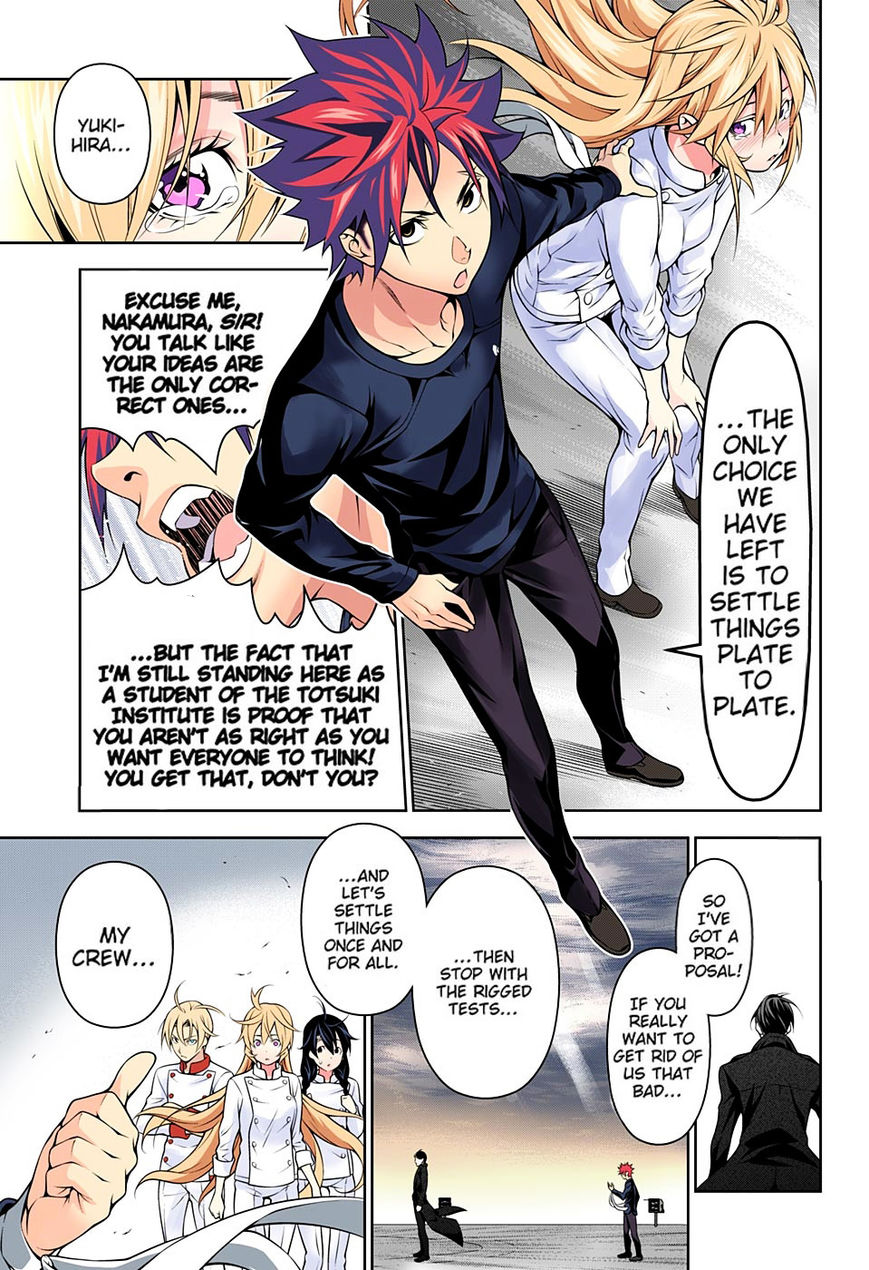 ...THE
ONLY
CHOICE
WE
HAVE
LEFT
IS TO
SETTLE
THINGS
PLATE
TO
PLATE.
YUKI-
HIRA...
EXCUSE ME,
NAKAMURA, SIR!
YOU TALK LIKE
YOUR IDEAS ARE
THE ONLY COR-
RECT ONES...
...BUT THE FACT THAT
I'M STILL STANDING HERE AS
A STUDENT OF THE TOTSUKI
INSTITUTE IS PROOF THAT
YOU AREN'T AS RIGHT AS YOU
WANT EVERYONE TO THINK!
YOU GET THAT, DON'T YOU?
SO
I'VE
GOT A
PRO-
POSAL!
IF YOU
REALLY
WANT TO
GET RID OF
US THAT
BAD...
...THEN
STOP WITH
THE RIGGED
TESTS...
...AND
LET'S
SETTLE
THINGS
ONCE AND
FOR ALL.
MY
CREW...